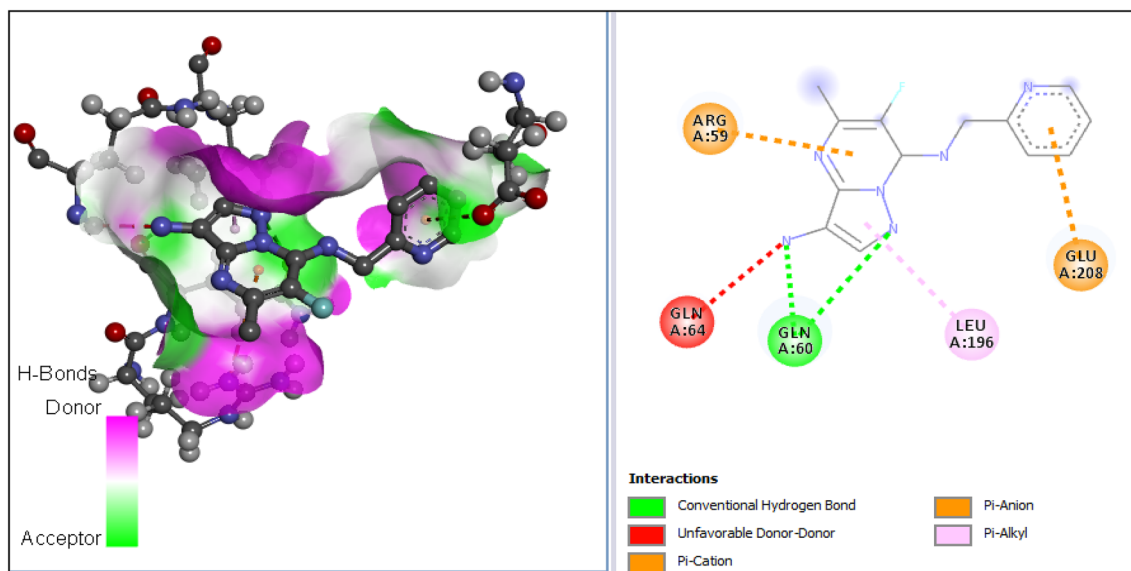 H-Bonds
Donor
Acceptor
ARG
A:59
GLN
A:64
GLN
A:60
LEU
A:196
GLU
A:208
N
F
N
N
N
N
N
Interactions
Conventional Hydrogen Bond
Unfavorable Donor-Donor
Pi-Cation
Pi-Anion
Pi-Alkyl